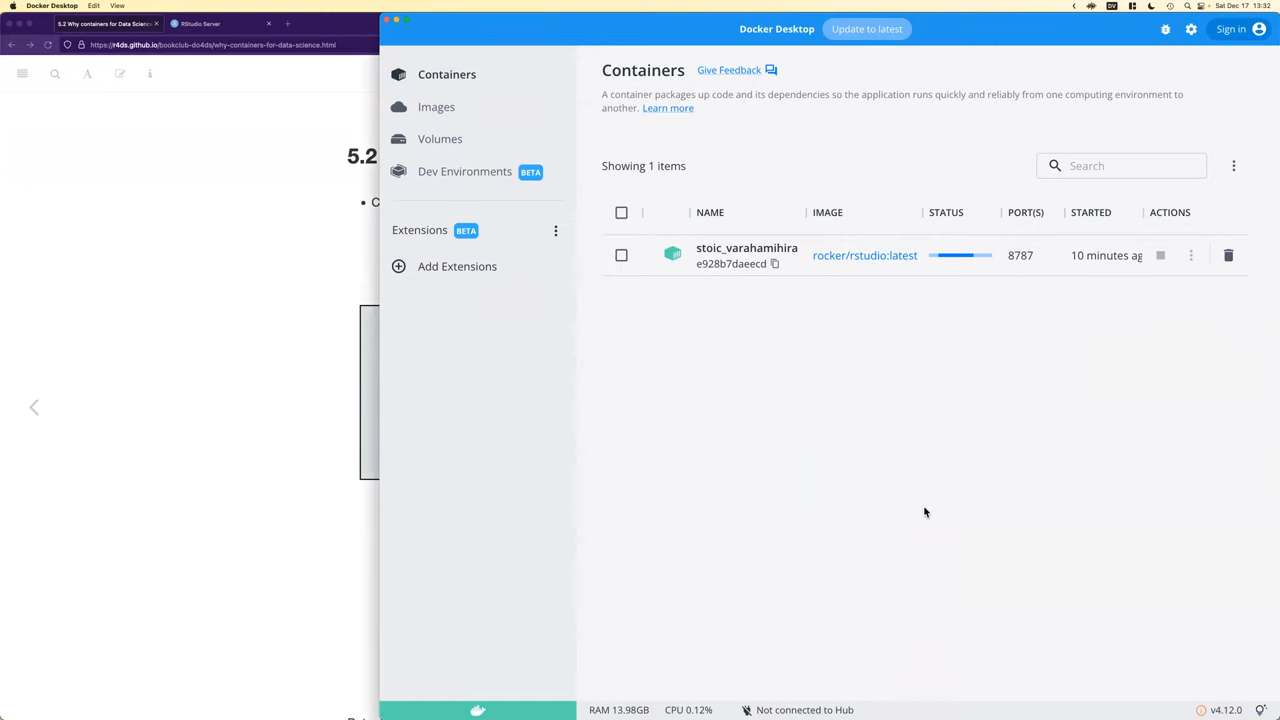 Docker Desktop Edit View
DV
Sat Dec 17 13:32
5.2 Why containers for Data Scienc
RStudio Server
https://r4ds.github.io/bookclub-do4ds/why-containers-for-data-science.html
Docker Desktop
Update to latest
Sign in
Containers
Images
Volumes
Dev Environments BETA
Extensions BETA
Add Extensions
5.2
• C
Containers Give Feedback
A container packages up code and its dependencies so the application runs quickly and reliably from one computing environment to
another. Learn more
Showing 1 items
Search
NAME IMAGE STATUS PORT(S) STARTED ACTIONS
stoic_varahamihira
e928b7daeecd
rocker/rstudio:latest
8787
10 minutes ag
RAM 13.98GB CPU 0.12% Not connected to Hub
v4.12.0